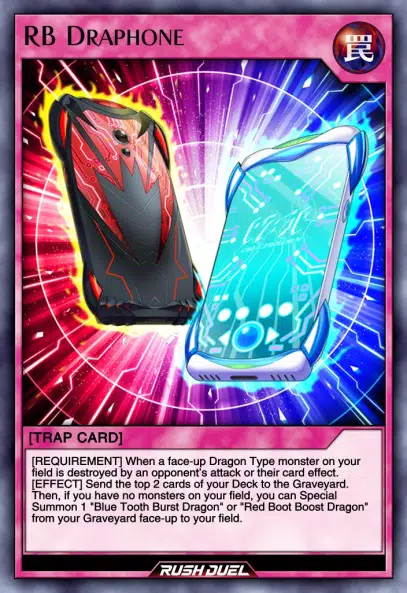 RB Draphone
罠
[TRAP CARD]
[REQUIREMENT] When a face-up Dragon Type monster on your
field is destroyed by an opponent's attack or their card effect.
[EFFECT] Send the top 2 cards of your Deck to the Graveyard.
Then, if you have no monsters on your field, you can Special
Summon 1 "Blue Tooth Burst Dragon" or "Red Boot Boost Dragon"
from your Graveyard face-up to your field.
RUSH DUEL